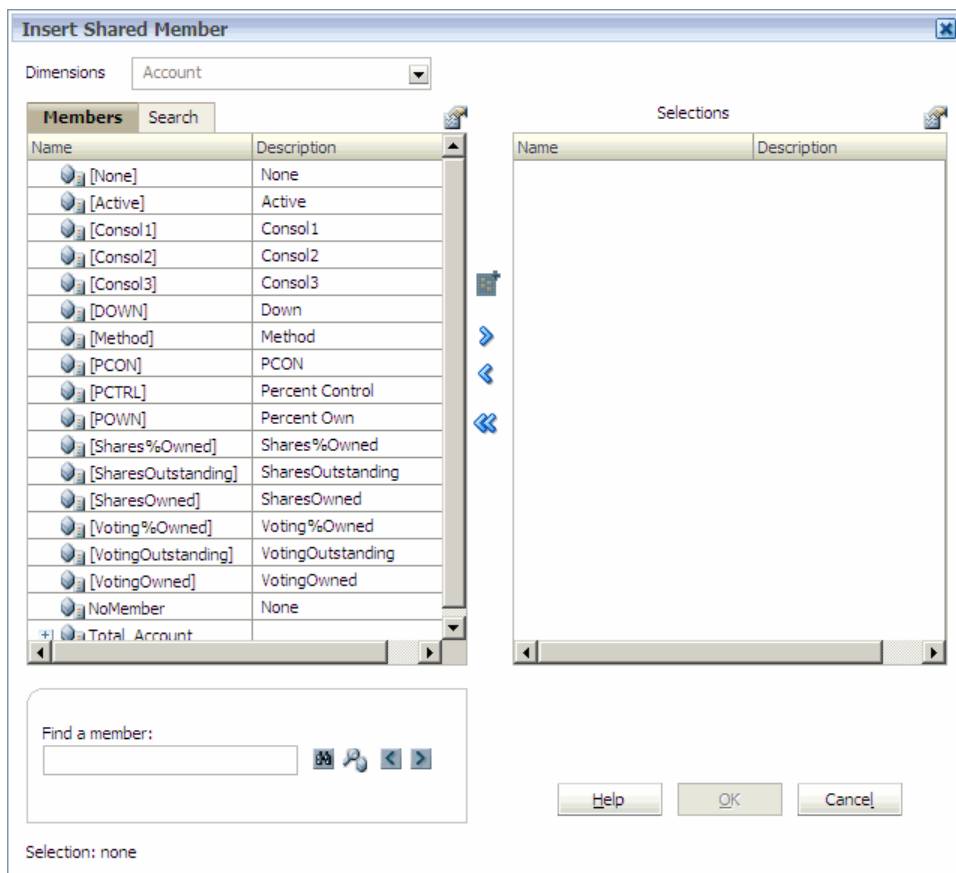 Insert Shared Member
Dimensions Account
Members Search Selections
Name Description Name Description
[None] None
[Active] Active
[Consol1] Consol1
[Consol2] Consol2
[Consol3] Consol3
[DOWN] Down
[Method] Method
[PCON] PCON
[PCTRL] Percent Control
[POWN] Percent Own
[Shares%Owned] Shares%Owned
[SharesOutstanding] SharesOutstanding
[SharesOwned] SharesOwned
[Voting%Owned] Voting%Owned
[VotingOutstanding] VotingOutstanding
[VotingOwned] VotingOwned
NoMember None
Total_Account
Find a member:
Help OK Cancel
Selection: none